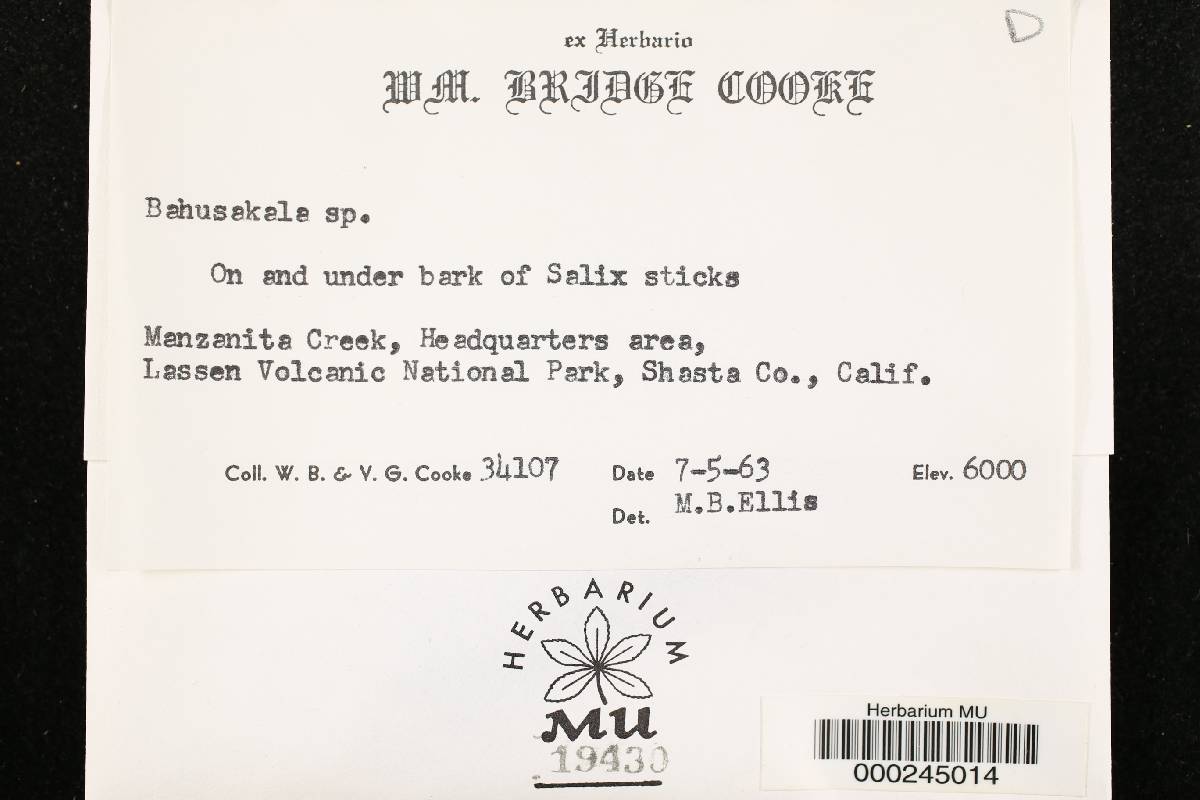 D
ex Herbario
WM. BRIDGE COOKE
Bahusakala sp.
On and under bark of Salix sticks
Manzanita Creek, Headquarters area,
Lassen Volcanic National Park, Shasta Co., Calif.
Coll. W. B. & V. G. Cooke 34107 Date 7-5-63 Elev. 6000
Det. M.B.Ellis
HERBARIUM
MU
19430
Herbarium MU
000245014